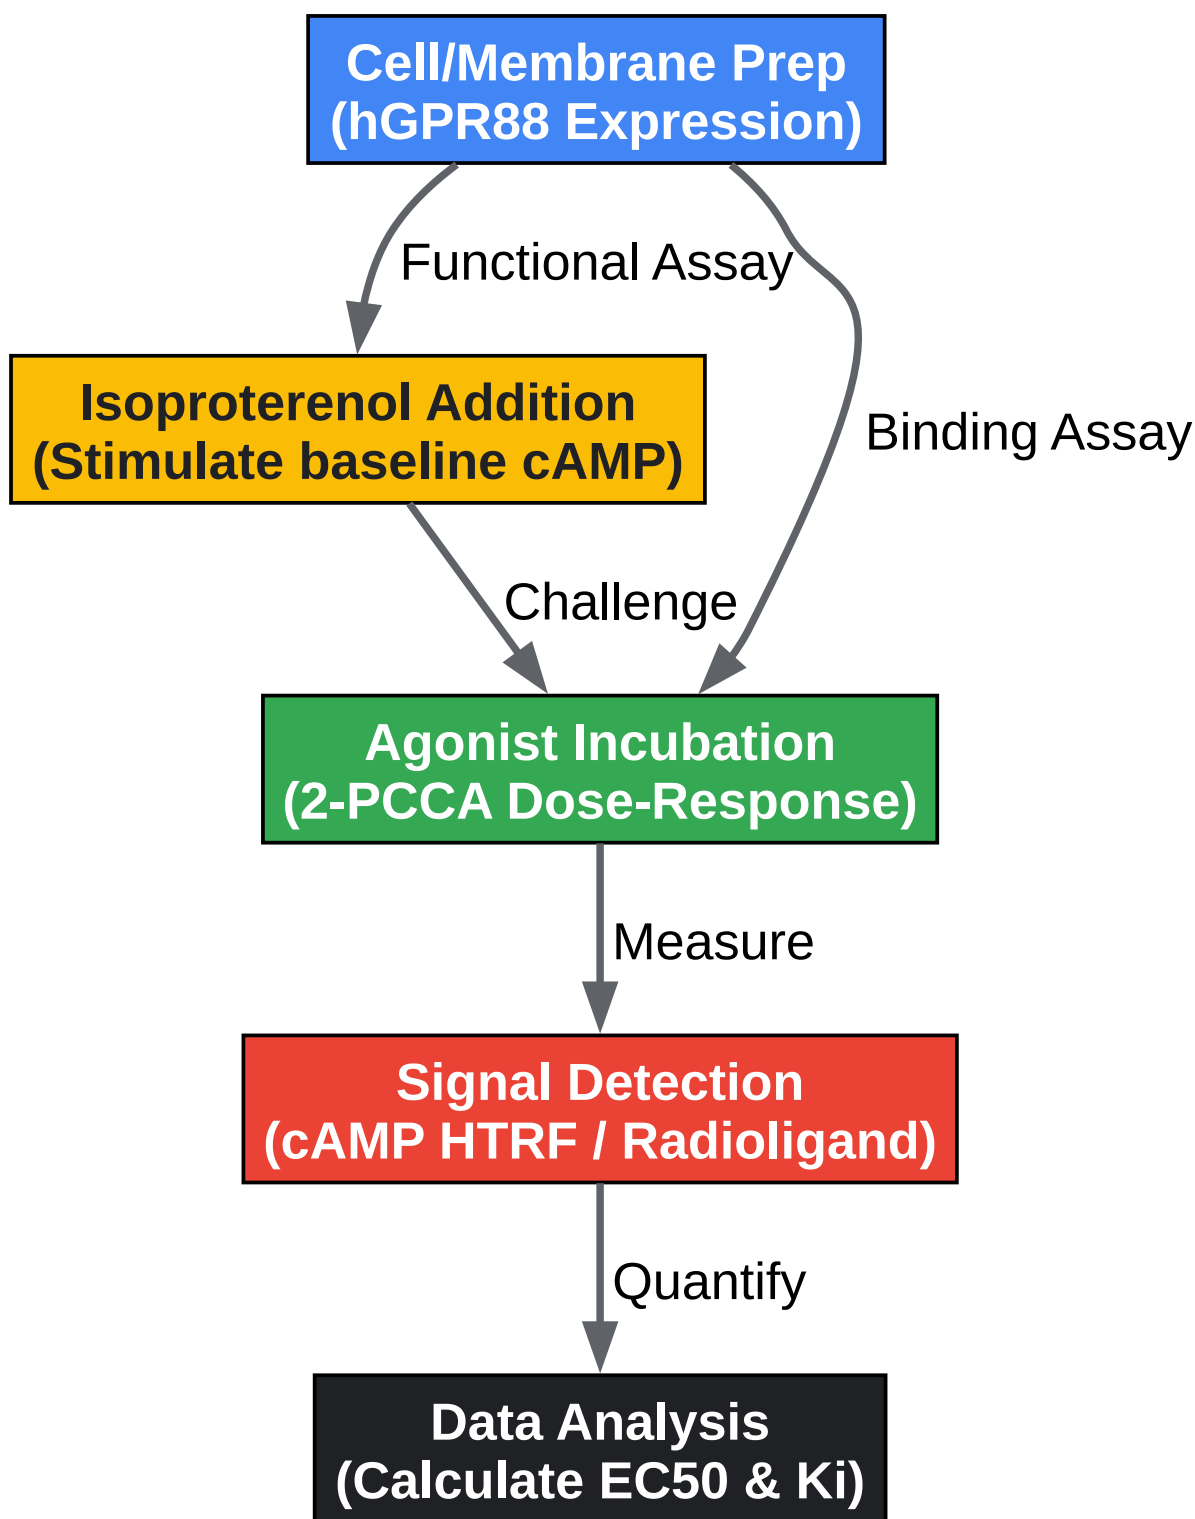 Cell/Membrane Prep
(hGPR88 Expression)
Functional Assay
Isoproterenol Addition
(Stimulate baseline cAMP)
Binding Assay
Challenge
Agonist Incubation
(2-PCCA Dose-Response)
Measure
Signal Detection
(cAMP HTRF / Radioligand)
Quantify
Data Analysis
(Calculate EC50 & Ki)